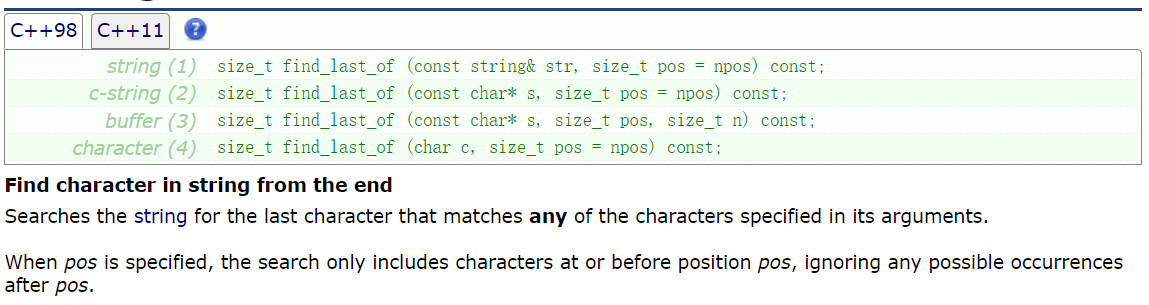 C++98 C++11 ?
string (1) size_t find_last_of (const string& str, size_t pos = npos) const;
c-string (2) size_t find_last_of (const char* s, size_t pos = npos) const;
buffer (3) size_t find_last_of (const char* s, size_t pos, size_t n) const;
character (4) size_t find_last_of (char c, size_t pos = npos) const;
Find character in string from the end
Searches the string for the last character that matches any of the characters specified in its arguments.
When pos is specified, the search only includes characters at or before position pos, ignoring any possible occurrences
after pos.